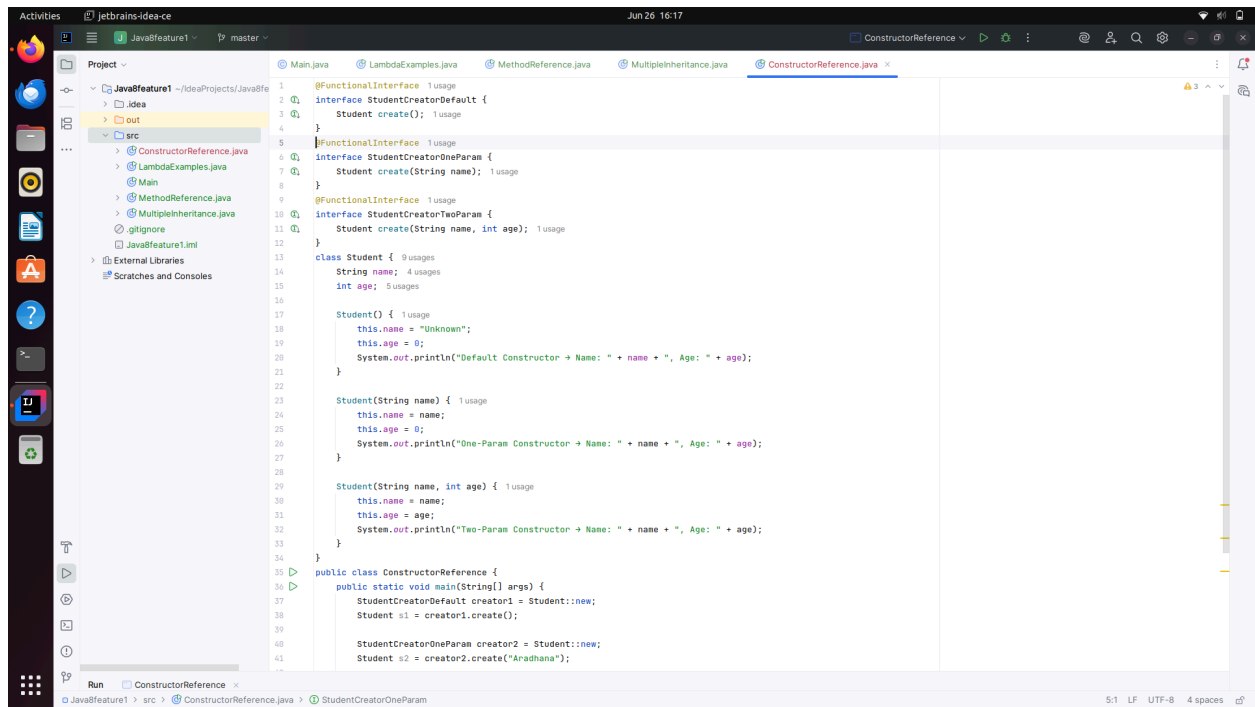 Activities
jetbrains-idea-ce
Jun 26 16:17
Java8feature1
master
ConstructorReference
Project
Main.java
LambdaExamples.java
MethodReference.java
MultipleInheritance.java
ConstructorReference.java
Java8feature1 ~/IdeaProjects/Java8fe
.idea
out
src
ConstructorReference.java
LambdaExamples.java
Main
MethodReference.java
MultipleInheritance.java
.gitignore
Java8feature1.iml
External Libraries
Scratches and Consoles
3
1 @FunctionalInterface 1 usage
2 interface StudentCreatorDefault {
3 Student create(); 1 usage
4 }
5 @FunctionalInterface 1 usage
6 interface StudentCreatorOneParam {
7 Student create(String name); 1 usage
8 }
9 @FunctionalInterface 1 usage
10 interface StudentCreatorTwoParam {
11 Student create(String name, int age); 1 usage
12 }
13 class Student { 9 usages
14 String name; 4 usages
15 int age; 5 usages
16
17 Student() { 1 usage
18 this.name = "Unknown";
19 this.age = 0;
20 System.out.println("Default Constructor → Name: " + name + ", Age: " + age);
21 }
22
23 Student(String name) { 1 usage
24 this.name = name;
25 this.age = 0;
26 System.out.println("One-Param Constructor → Name: " + name + ", Age: " + age);
27 }
28
29 Student(String name, int age) { 1 usage
30 this.name = name;
31 this.age = age;
32 System.out.println("Two-Param Constructor → Name: " + name + ", Age: " + age);
33 }
34 }
35 public class ConstructorReference {
36 public static void main(String[] args) {
37 StudentCreatorDefault creator1 = Student::new;
38 Student s1 = creator1.create();
39
40 StudentCreatorOneParam creator2 = Student::new;
41 Student s2 = creator2.create("Aradhana");
Run
ConstructorReference
Java8feature1 > src > ConstructorReference.java > StudentCreatorOneParam
5:1 LF UTF-8 4 spaces